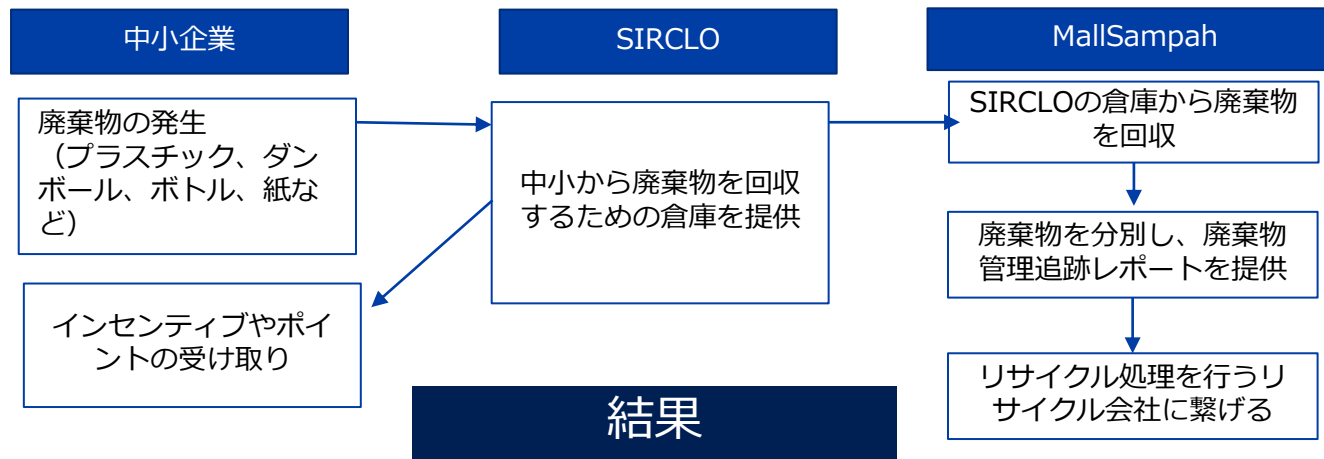 中小企業
廃棄物の発生
（プラスチック、ダン
ボール、ボトル、紙な
ど）
インセンティブやポイ
ントの受け取り
SIRCLO
中小から廃棄物を回収
するための倉庫を提供
MallSampah
SIRCLOの倉庫から廃棄物
を回収
廃棄物を分別し、廃棄物
管理追跡レポートを提供
リサイクル処理を行うリ
サイクル会社に繋げる
結果